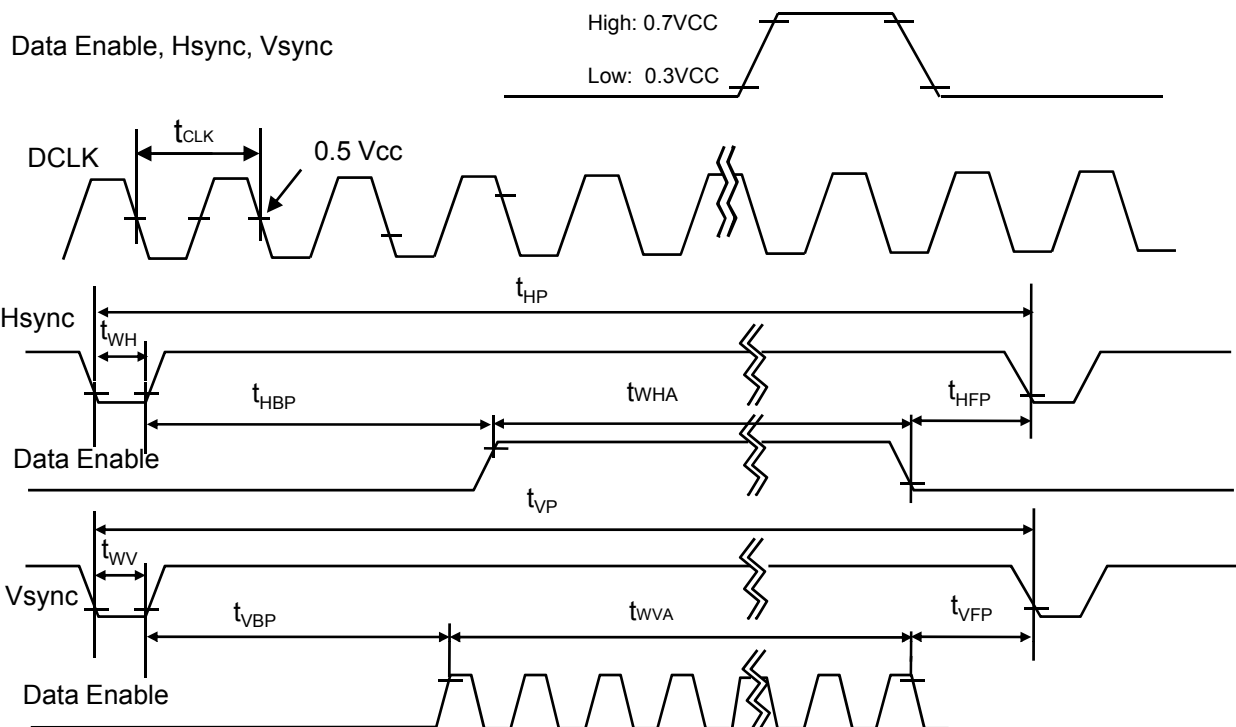 High: 0.7VCC
Data Enable, Hsync, Vsync
Low: 0.3VCC
tCLK
DCLK
0.5 Vcc
tHP
Hsync
tWH
tHBP
tWHA
tHFP
Data Enable
tVP
tWV
Vsync
tVBP
tWVA
tVFP
Data Enable